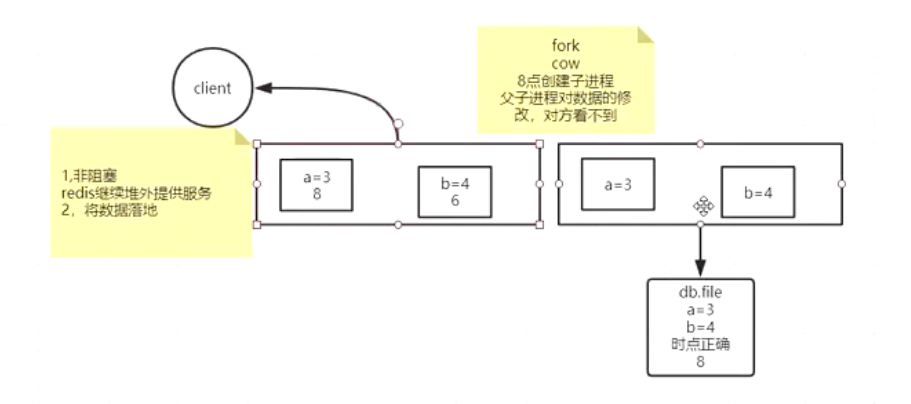 fork
cow
8点创建子进程
父子进程对数据的修
改，对方看不到
client
1,非阻塞
redis继续堆外提供服务
2，将数据落地
a=3
8
b=4
6
a=3
b=4
db.file
a=3
b=4
时点正确
8